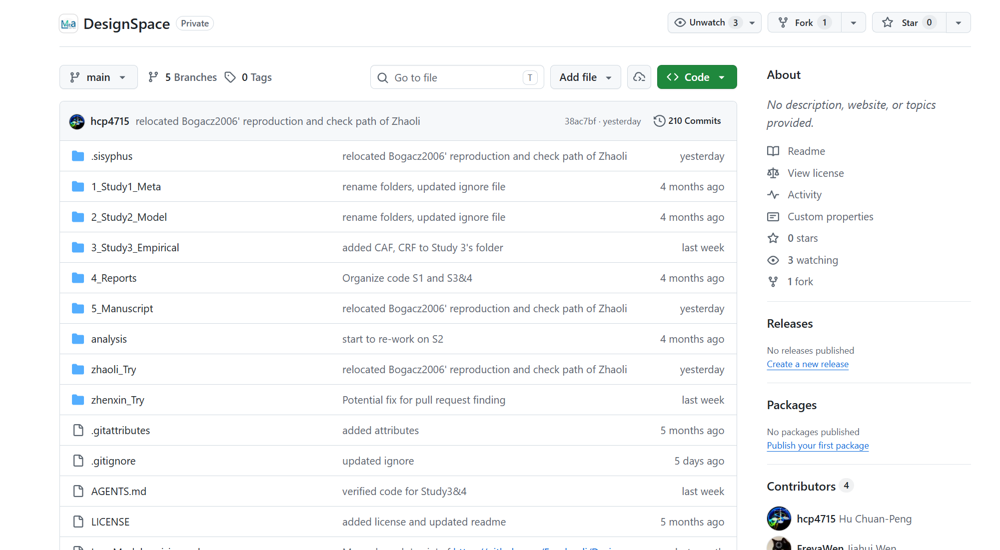 Meta DesignSpace Private Unwatch 3 Fork 1 Star 0
main 5 Branches 0 Tags Go to file T Add file Code
hcp4715 relocated Bogacz2006' reproduction and check path of Zhaoli 38ac7bf · yesterday 210 Commits
.sisyphus relocated Bogacz2006' reproduction and check path of Zhaoli yesterday
1_Study1_Meta rename folders, updated ignore file 4 months ago
2_Study2_Model rename folders, updated ignore file 4 months ago
3_Study3_Empirical added CAF, CRF to Study 3's folder last week
4_Reports Organize code S1 and S3&4 4 months ago
5_Manuscript relocated Bogacz2006' reproduction and check path of Zhaoli yesterday
analysis start to re-work on S2 4 months ago
zhaoli_Try relocated Bogacz2006' reproduction and check path of Zhaoli yesterday
zhenxin_Try Potential fix for pull request finding last week
.gitattributes added attributes 5 months ago
.gitignore updated ignore 5 days ago
AGENTS.md verified code for Study3&4 last week
LICENSE added license and updated readme 5 months ago
About
No description, website, or topics
provided.
Readme
View license
Activity
Custom properties
0 stars
3 watching
1 fork
Releases
No releases published
Create a new release
Packages
No packages published
Publish your first package
Contributors 4
hcp4715 Hu Chuan-Peng
FreyaWen Jiahui Wen